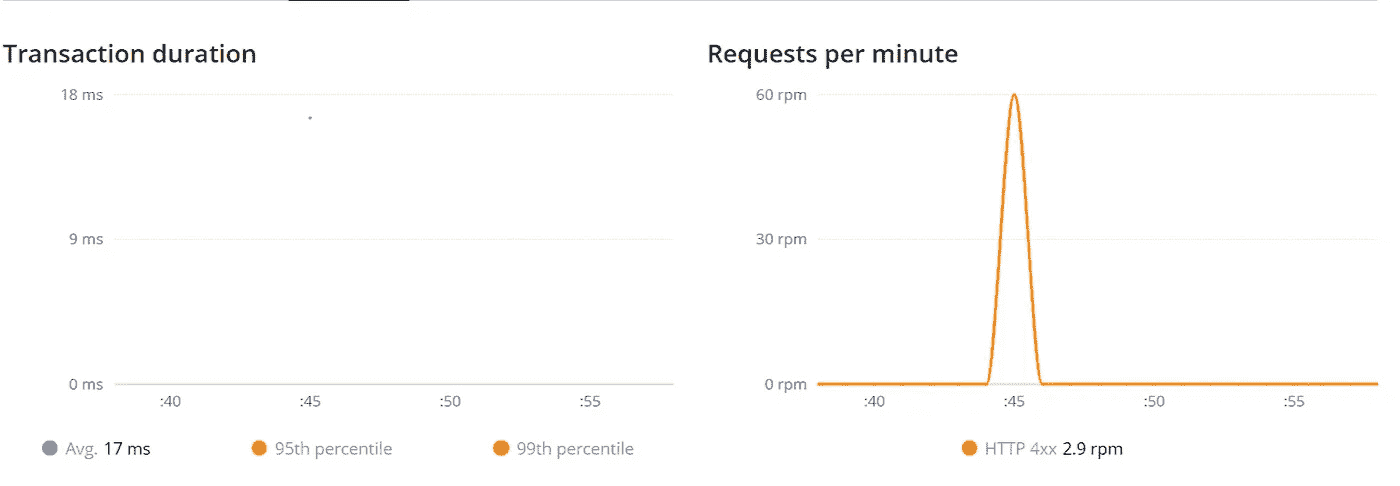 Transaction duration
18 ms
9 ms
0 ms
:40 :45 :50 :55
Avg. 17 ms 95th percentile 99th percentile
Requests per minute
60 rpm
30 rpm
0 rpm
:40 :45 :50 :55
HTTP 4xx 2.9 rpm